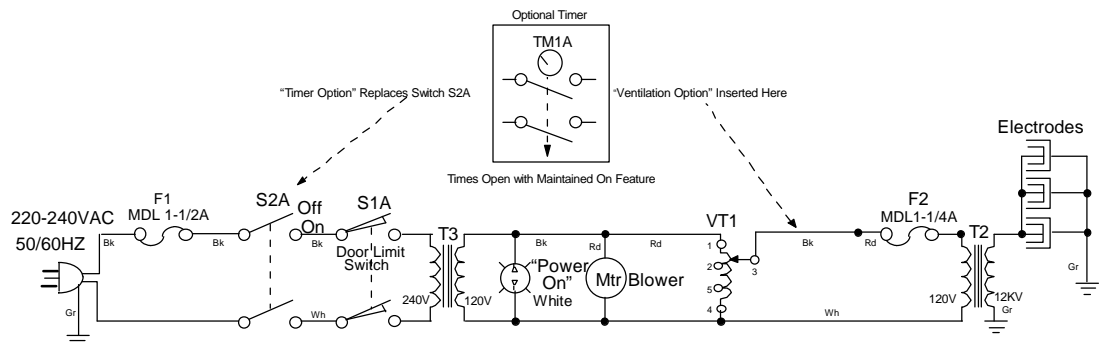 Optional Timer
TM1A
"Timer Option" Replaces Switch S2A
"Ventilation Option" Inserted Here
Times Open with Maintained On Feature
Electrodes
220-240VAC
50/60HZ
F1
MDL 1-1/2A
S2A
Off
On
S1A
Door Limit
Switch
T3
240V
120V
"Power
On"
White
Mtr
Blower
VT1
1
2
5
4
3
F2
MDL1-1/4A
T2
120V
12KV
Bk
Bk
Bk
Bk
Rd
Rd
Bk
Rd
Gr
Gr
Wh
Wh
Gr